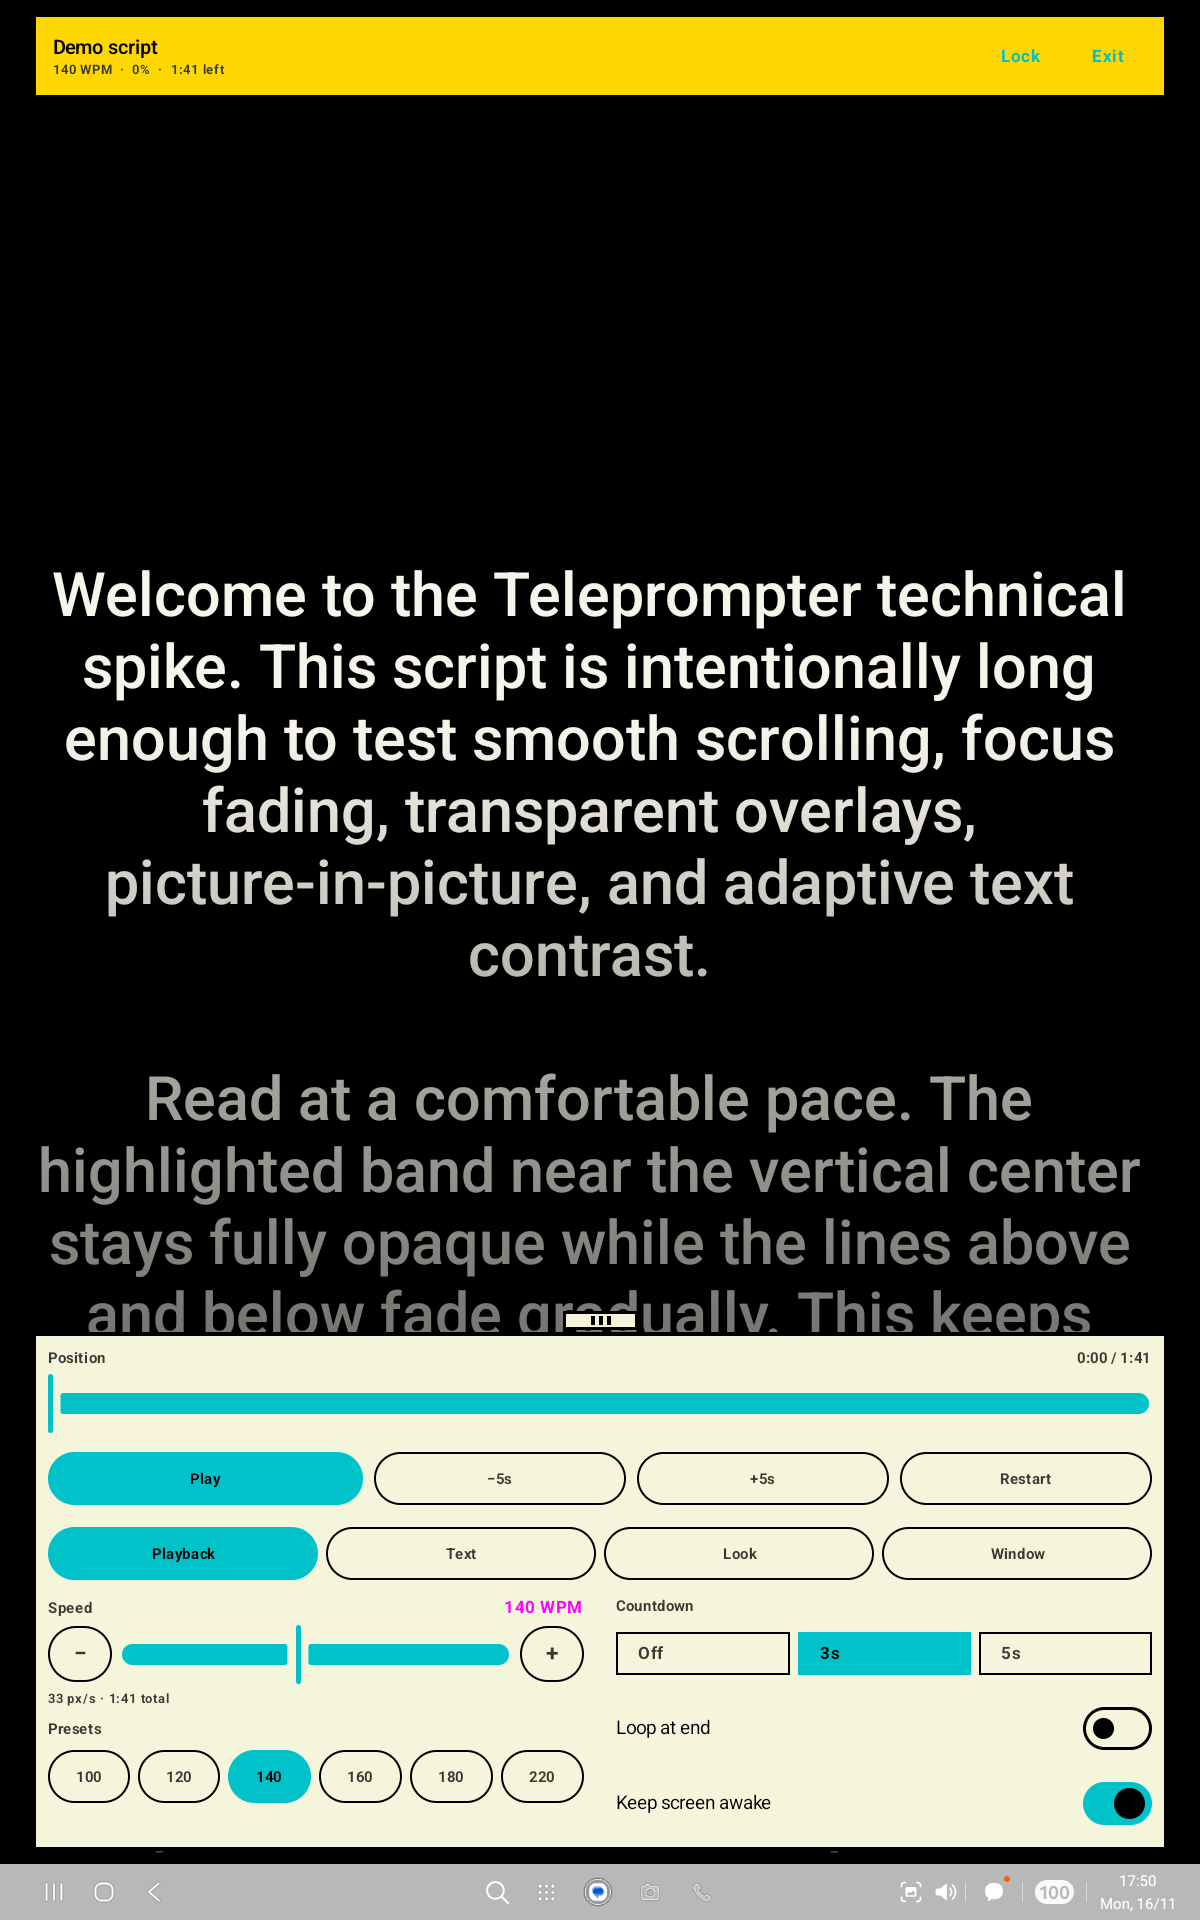 Demo script
140 WPM · 0% · 1:41 left
Lock
Exit
Welcome to the Teleprompter technical
spike. This script is intentionally long
enough to test smooth scrolling, focus
fading, transparent overlays,
picture-in-picture, and adaptive text
contrast.
Read at a comfortable pace. The
highlighted band near the vertical center
stays fully opaque while the lines above
and below fade gradually. This keeps
Position
0:00 / 1:41
Play
−5s
+5s
Restart
Playback
Text
Look
Window
Speed
140 WPM
−
+
33 px/s · 1:41 total
Presets
100
120
140
160
180
220
Countdown
Off
3s
5s
Loop at end
Keep screen awake
100
17:50
Mon, 16/11